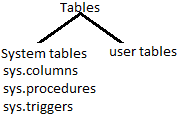 Tables
System tables
user tables
sys.columns
sys.procedures
sys.triggers